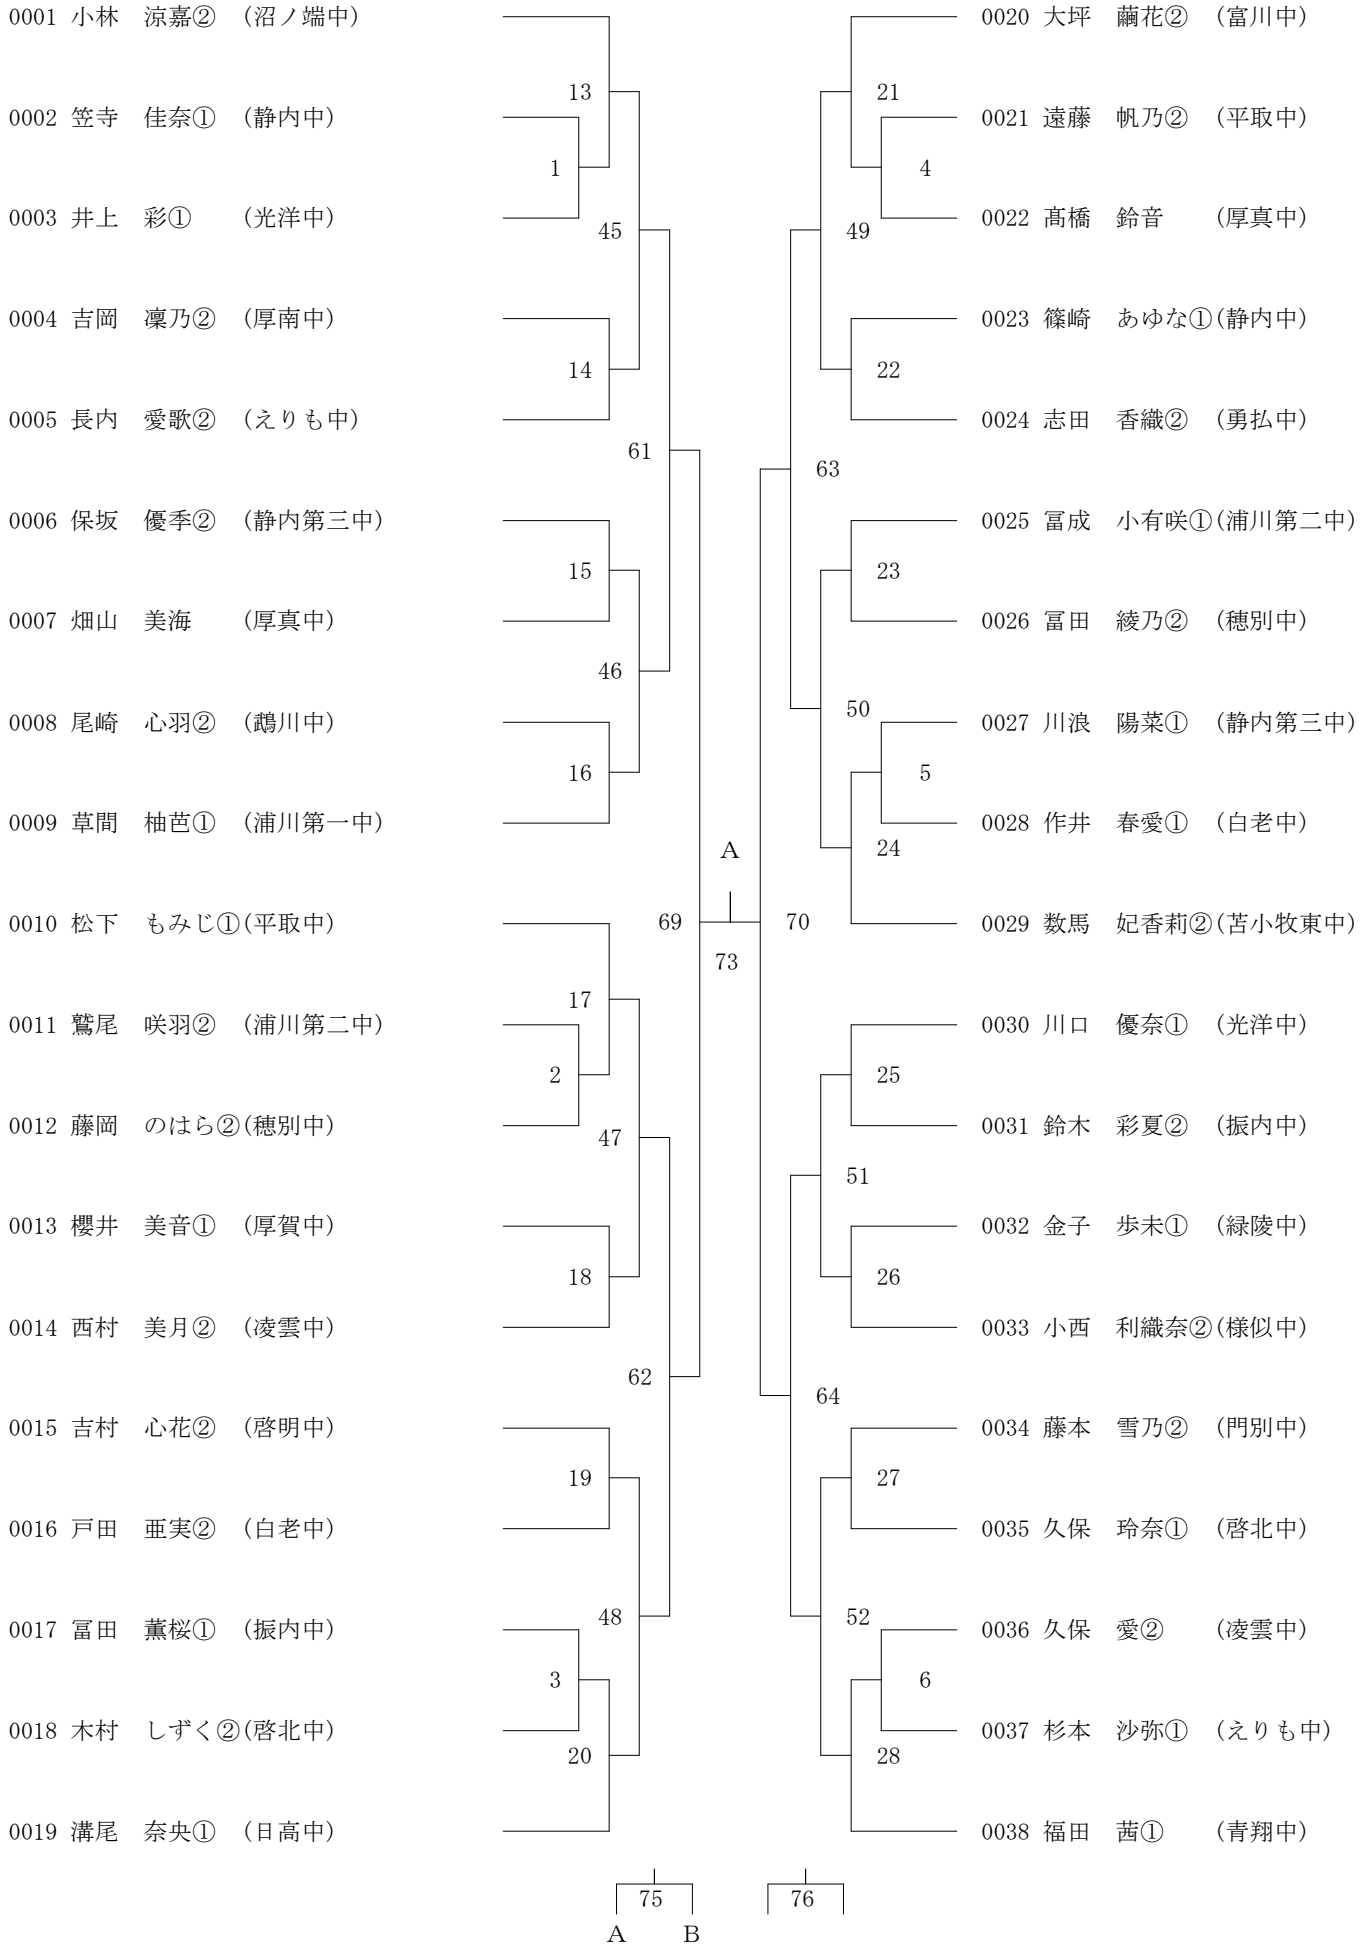 0001 小林　涼嘉②　(沼ノ端中)
0002 笠寺　佳奈①　(静内中)
0003 井上　彩①　　(光洋中)
0004 吉岡　凜乃②　(厚南中)
0005 長内　愛歌②　(えりも中)
0006 保坂　優季②　(静内第三中)
0007 畑山　美海　　(厚真中)
0008 尾崎　心羽②　(鵡川中)
0009 草間　柚芭①　(浦川第一中)
0010 松下　もみじ①(平取中)
0011 鷲尾　咲羽②　(浦川第二中)
0012 藤岡　のはら②(穂別中)
0013 櫻井　美音①　(厚賀中)
0014 西村　美月②　(凌雲中)
0015 吉村　心花②　(啓明中)
0016 戸田　亜実②　(白老中)
0017 冨田　薫桜①　(振内中)
0018 木村　しずく②(啓北中)
0019 溝尾　奈央①　(日高中)
13
1
45
14
61
15
46
16
69
17
2
47
18
62
19
48
3
20
A
73
0020 大坪　繭花②　(富川中)
0021 遠藤　帆乃②　(平取中)
0022 髙橋　鈴音　　(厚真中)
0023 篠崎　あゆな①(静内中)
0024 志田　香織②　(勇払中)
0025 冨成　小有咲①(浦川第二中)
0026 冨田　綾乃②　(穂別中)
0027 川浪　陽菜①　(静内第三中)
0028 作井　春愛①　(白老中)
0029 数馬　妃香莉②(苫小牧東中)
0030 川口　優奈①　(光洋中)
0031 鈴木　彩夏②　(振内中)
0032 金子　歩未①　(緑陵中)
0033 小西　利織奈②(様似中)
0034 藤本　雪乃②　(門別中)
0035 久保　玲奈①　(啓北中)
0036 久保　愛②　　(凌雲中)
0037 杉本　沙弥①　(えりも中)
0038 福田　茜①　　(青翔中)
21
4
49
22
63
23
50
5
24
70
25
51
26
64
27
52
6
28
75
76
A　B